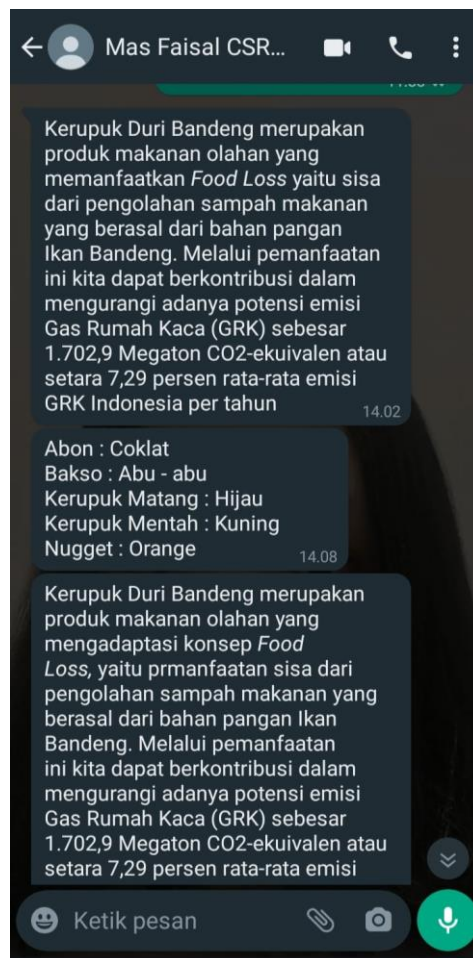 Mas Faisal CSR...
Kerupuk Duri Bandeng merupakan
produk makanan olahan yang
memanfaatkan Food Loss yaitu sisa
dari pengolahan sampah makanan
yang berasal dari bahan pangan
Ikan Bandeng. Melalui pemanfaatan
ini kita dapat berkontribusi dalam
mengurangi adanya potensi emisi
Gas Rumah Kaca (GRK) sebesar
1.702,9 Megaton CO2-ekuivalen atau
setara 7,29 persen rata-rata emisi
GRK Indonesia per tahun
14.02
Abon : Coklat
Bakso : Abu - abu
Kerupuk Matang : Hijau
Kerupuk Mentah : Kuning
Nugget : Orange
14.08
Kerupuk Duri Bandeng merupakan
produk makanan olahan yang
mengadaptasi konsep Food
Loss, yaitu prmanfaatan sisa dari
pengolahan sampah makanan yang
berasal dari bahan pangan Ikan
Bandeng. Melalui pemanfaatan
ini kita dapat berkontribusi dalam
mengurangi adanya potensi emisi
Gas Rumah Kaca (GRK) sebesar
1.702,9 Megaton CO2-ekuivalen atau
setara 7,29 persen rata-rata emisi
Ketik pesan